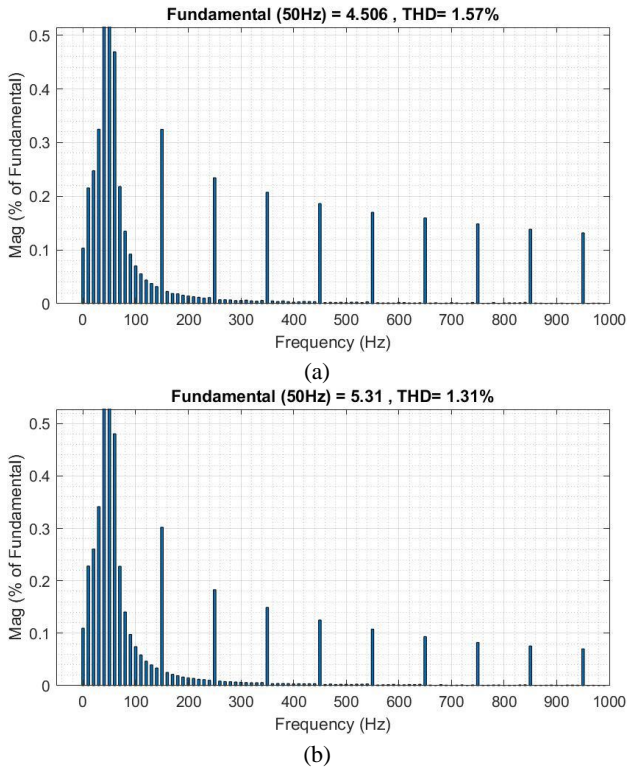 Fundamental (50Hz) = 4.506 , THD= 1.57%
0.5
0.4
0.3
0.2
0.1
0
Mag (% of Fundamental)
0 100 200 300 400 500 600 700 800 900 1000
Frequency (Hz)
(a)
Fundamental (50Hz) = 5.31 , THD= 1.31%
0.5
0.4
0.3
0.2
0.1
0
Mag (% of Fundamental)
0 100 200 300 400 500 600 700 800 900 1000
Frequency (Hz)
(b)